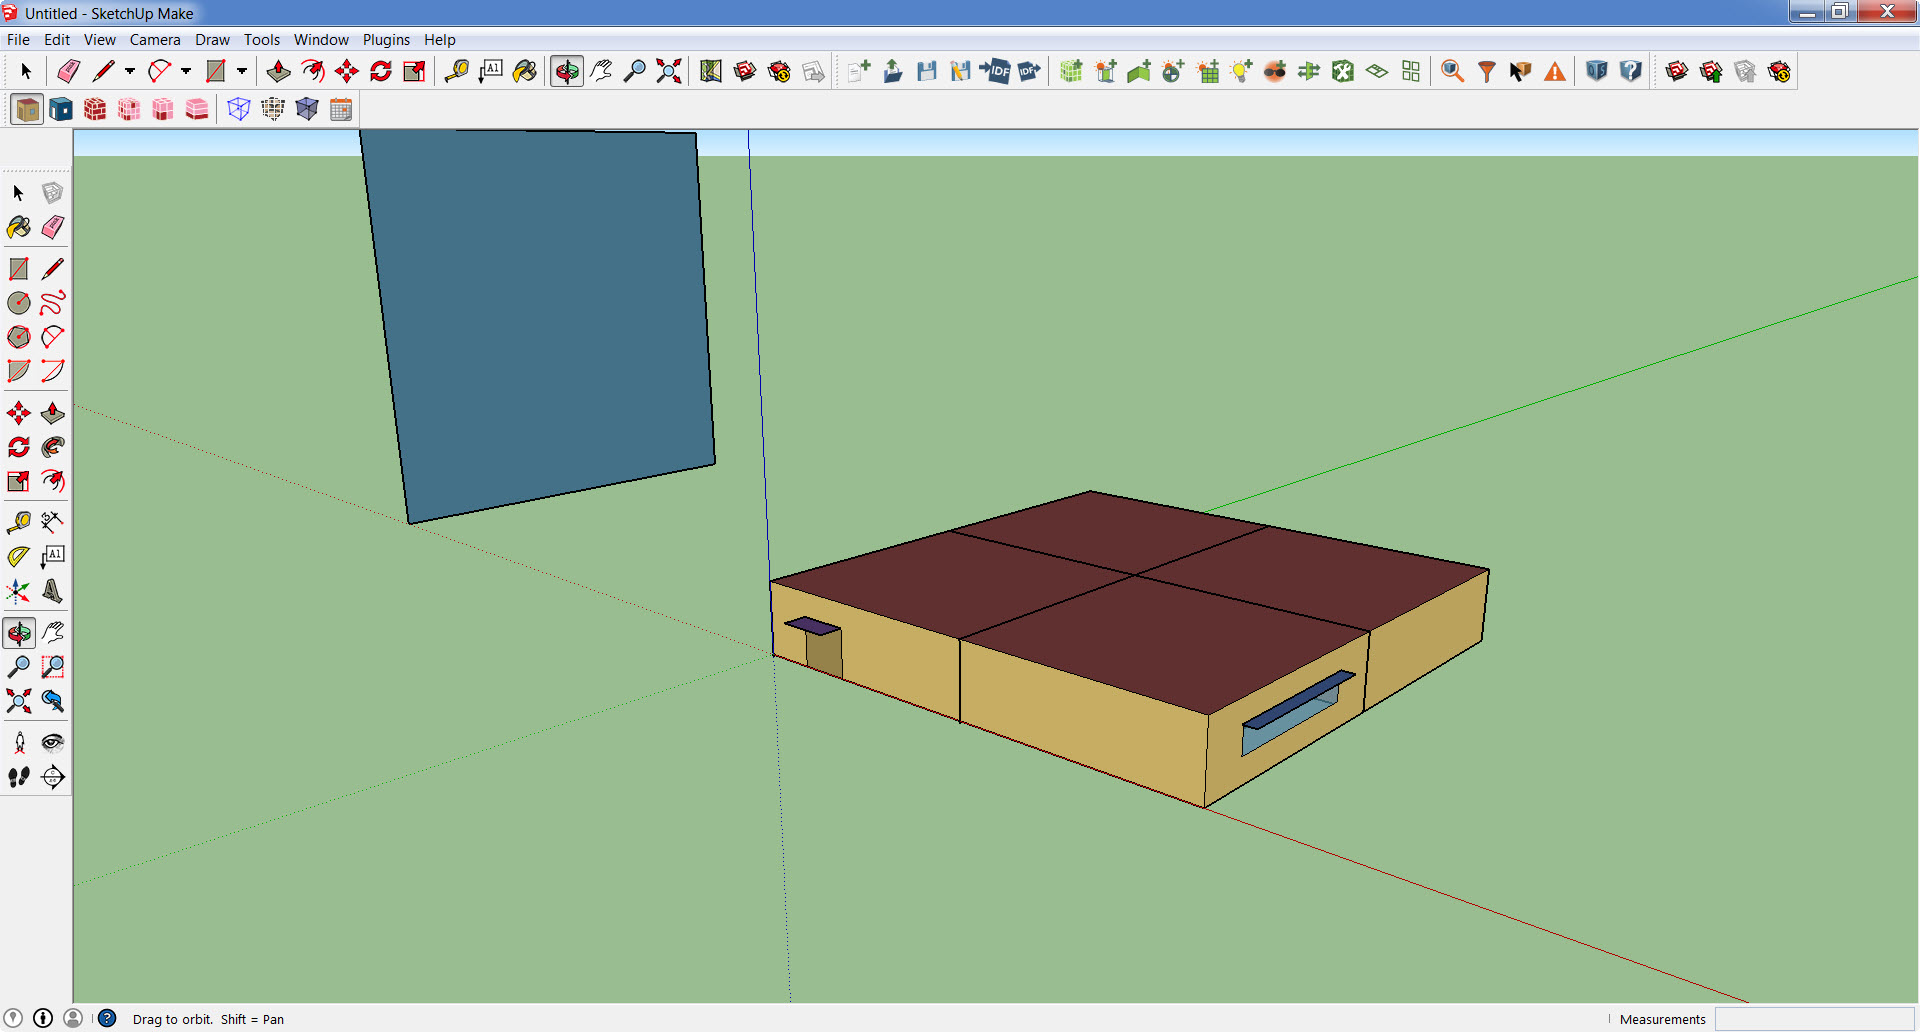 Untitled - SketchUp Make
File Edit View Camera Draw Tools Window Plugins Help
A1
IDF IDF
A1
Drag to orbit. Shift = Pan
Measurements